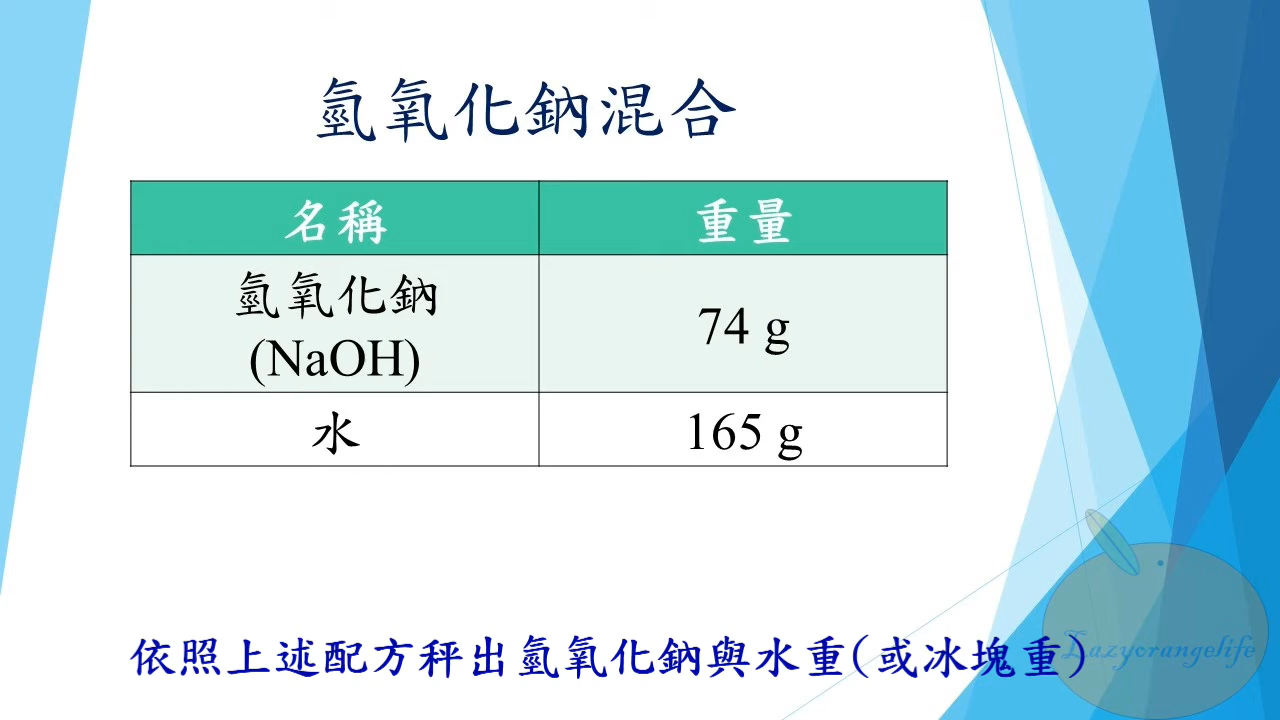 氫氧化鈉混合
名稱 重量
氫氧化鈉
(NaOH)
74 g
水 165 g
依照上述配方秤出氫氧化鈉與水重(或冰塊重)
Lazyorangelife